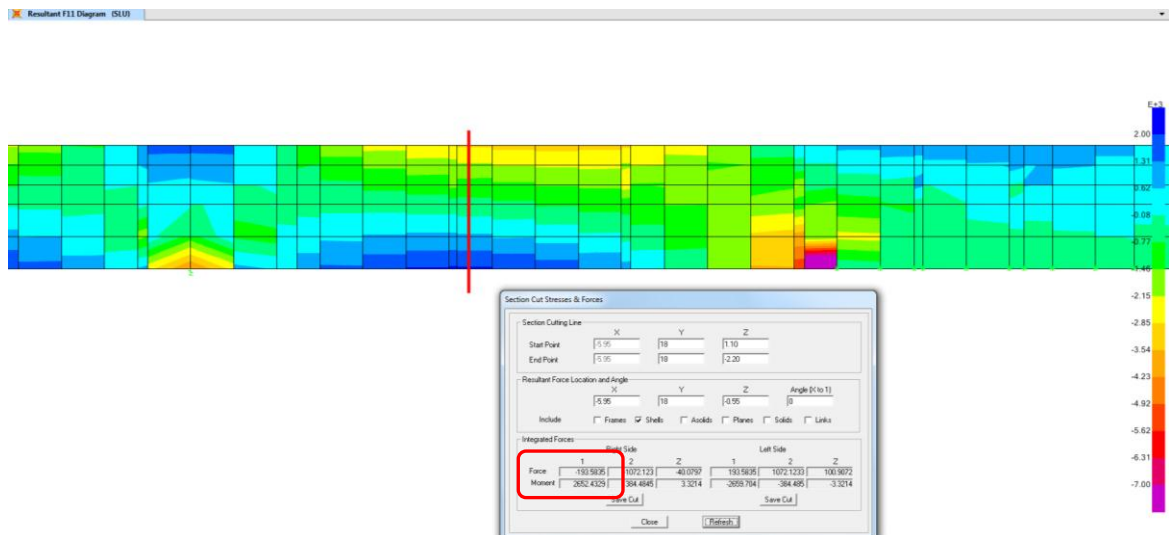 Resultant F11 Diagram (SLU)
E+3
2.00
1.31
0.62
-0.08
-0.77
-1.46
-2.15
-2.85
-3.54
-4.23
-4.92
-5.62
-6.31
-7.00
Section Cut Stresses & Forces
Section Cutting Line
X Y Z
Start Point -5.95 18 1.10
End Point -5.95 18 -2.20
Resultant Force Location and Angle
X Y Z Angle (X to 1)
-5.95 18 -0.55 0
Include Frames Shells Asolids Planes Solids Links
Integrated Forces
Right Side Left Side
1 2 Z 1 2 Z
Force -193.5835 -1072.123 -40.0797 193.5835 1072.1233 100.9872
Moment 2652.4329 -384.4845 3.3214 -2659.704 -384.485 -3.3214
Save Cut Save Cut
Close Refresh